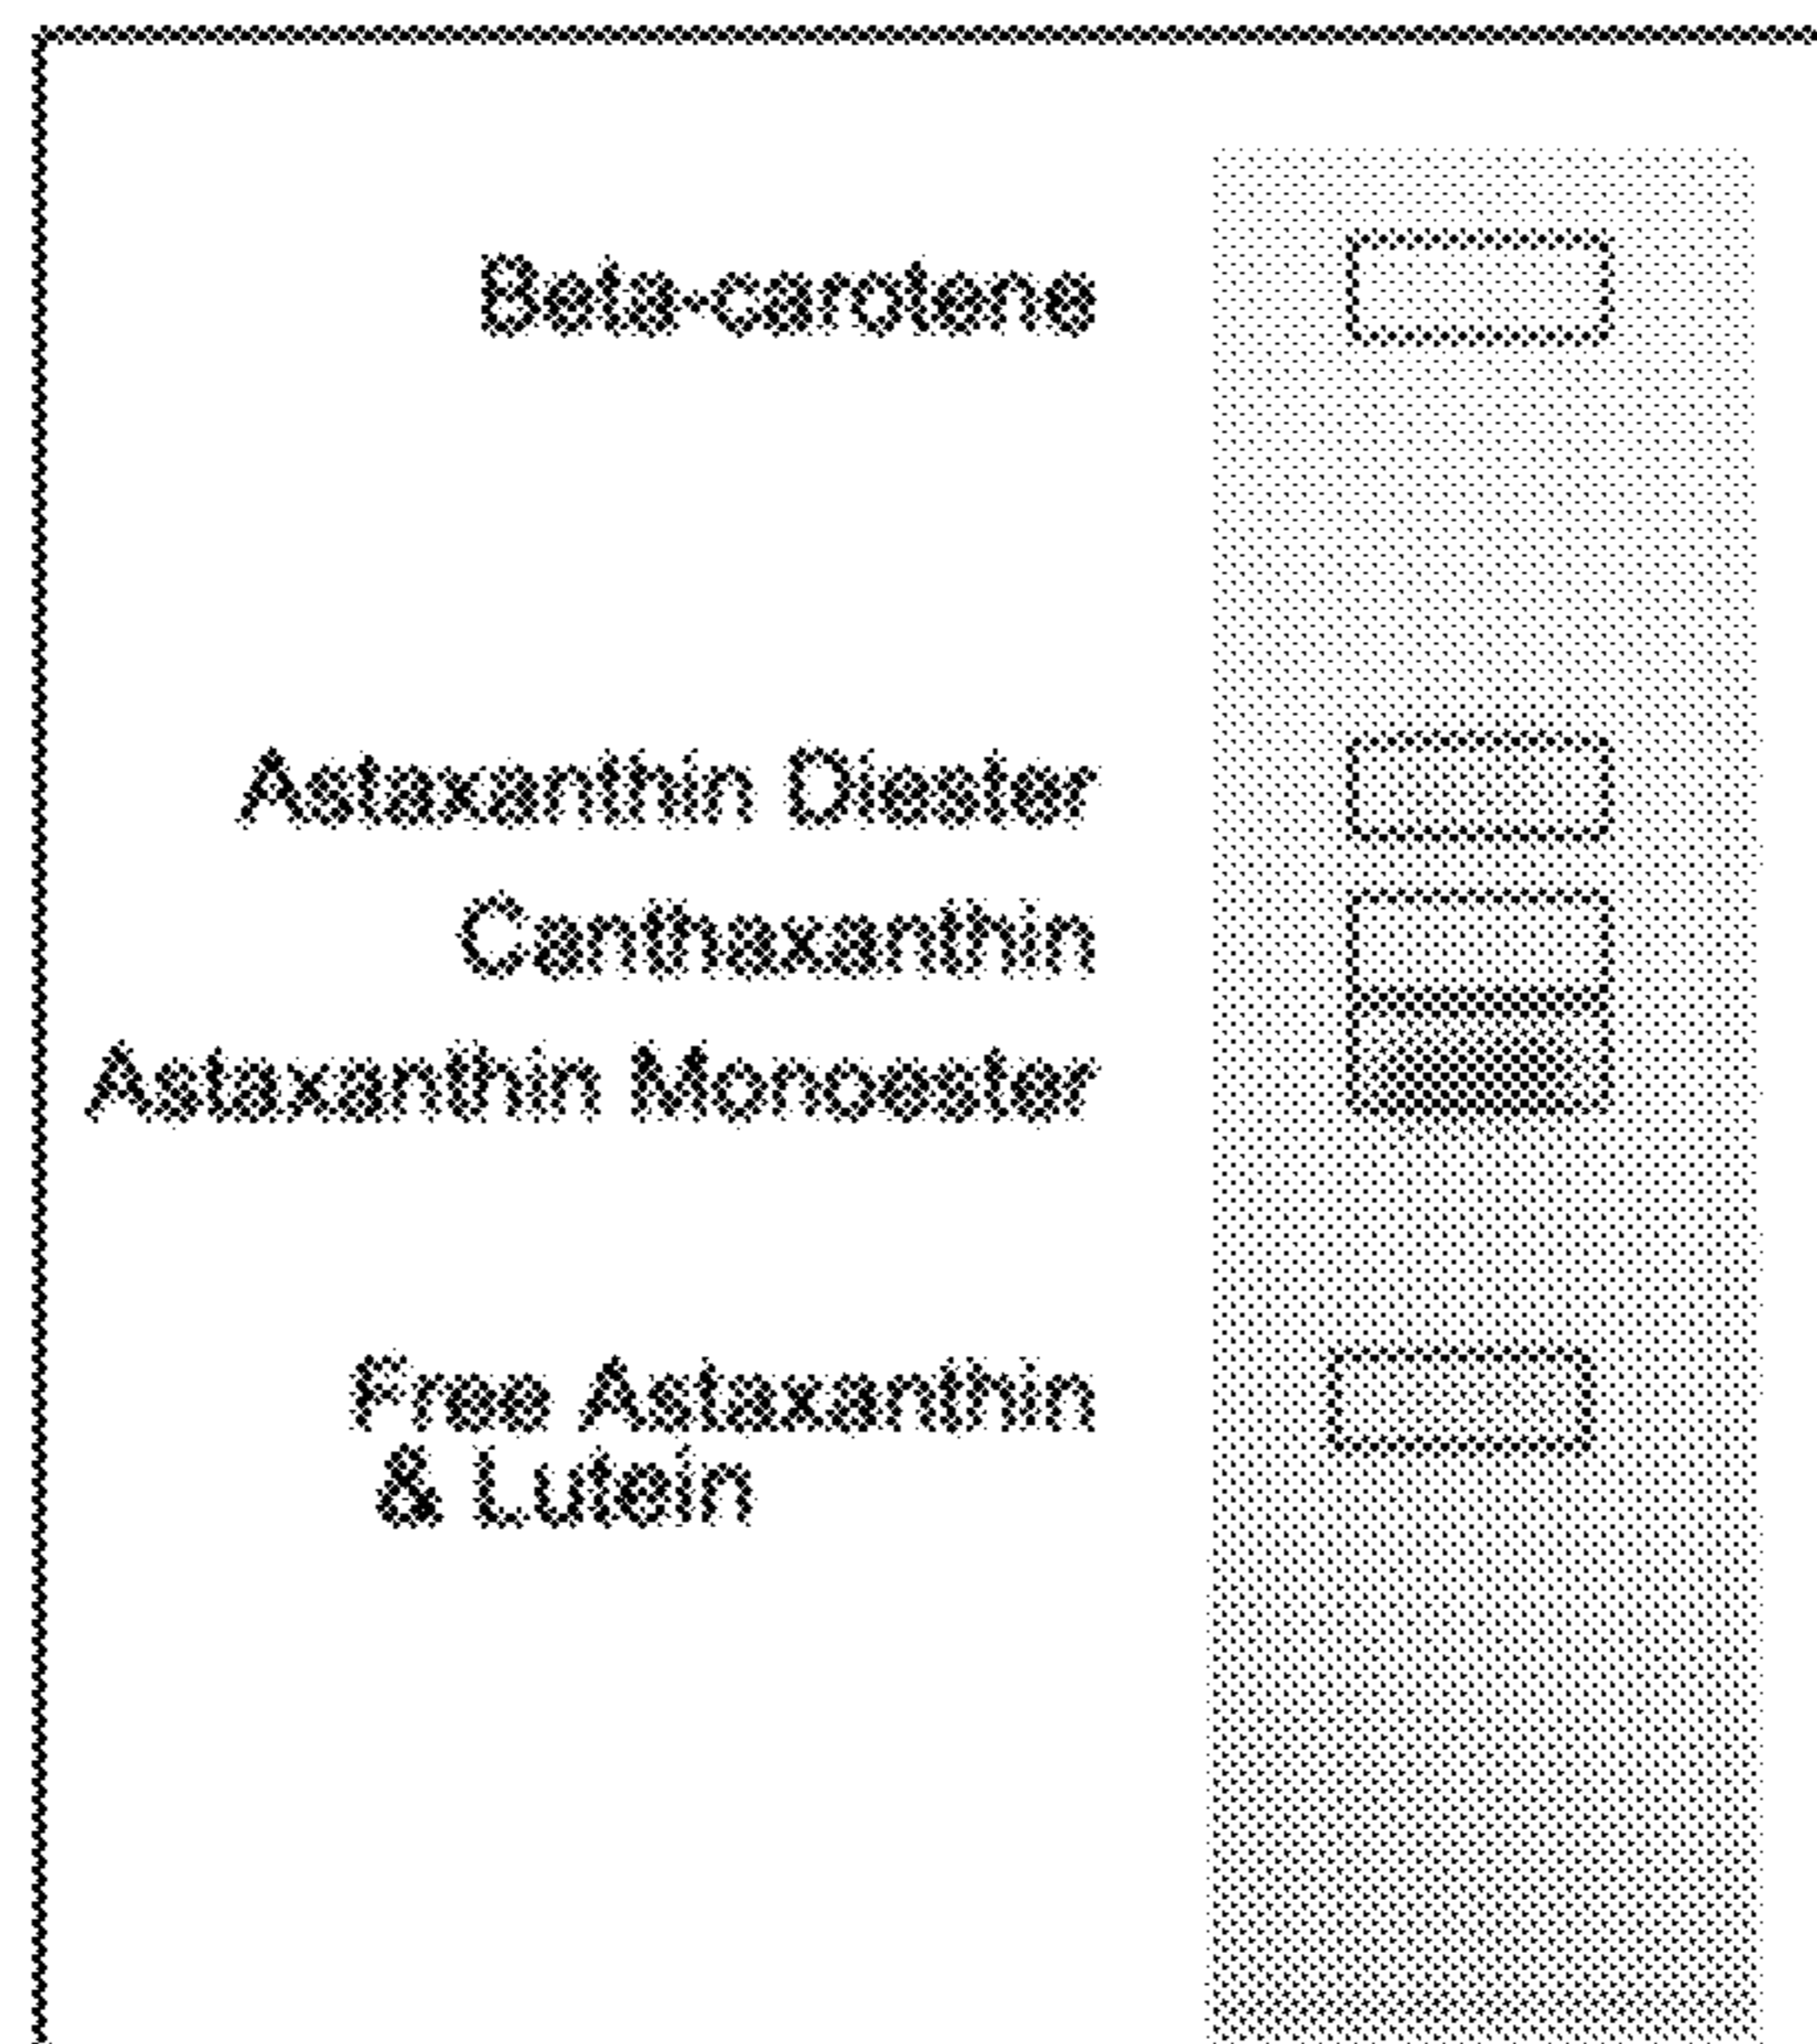 Beta-carotene
Astaxanthin Diester
Canthaxanthin
Astaxanthin Monoester
Free Astaxanthin
& Lutein